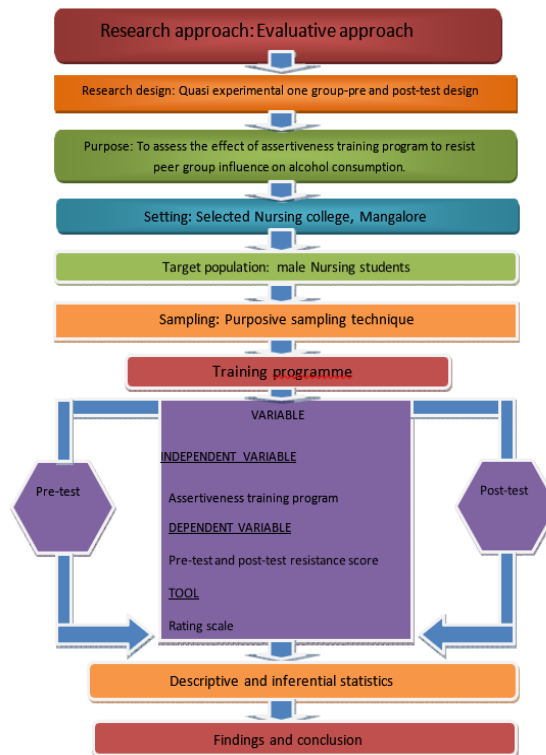 Research approach: Evaluative approach
Research design: Quasi experimental one group-pre and post-test design
Purpose: To assess the effect of assertiveness training program to resist
peer group influence on alcohol consumption.
Setting: Selected Nursing college, Mangalore
Target population: male Nursing students
Sampling: Purposive sampling technique
Training programme
VARIABLE
INDEPENDENT VARIABLE
Pre-test
Assertiveness training program
Post-test
DEPENDENT VARIABLE
Pre-test and post-test resistance score
TOOL
Rating scale
Descriptive and inferential statistics
Findings and conclusion